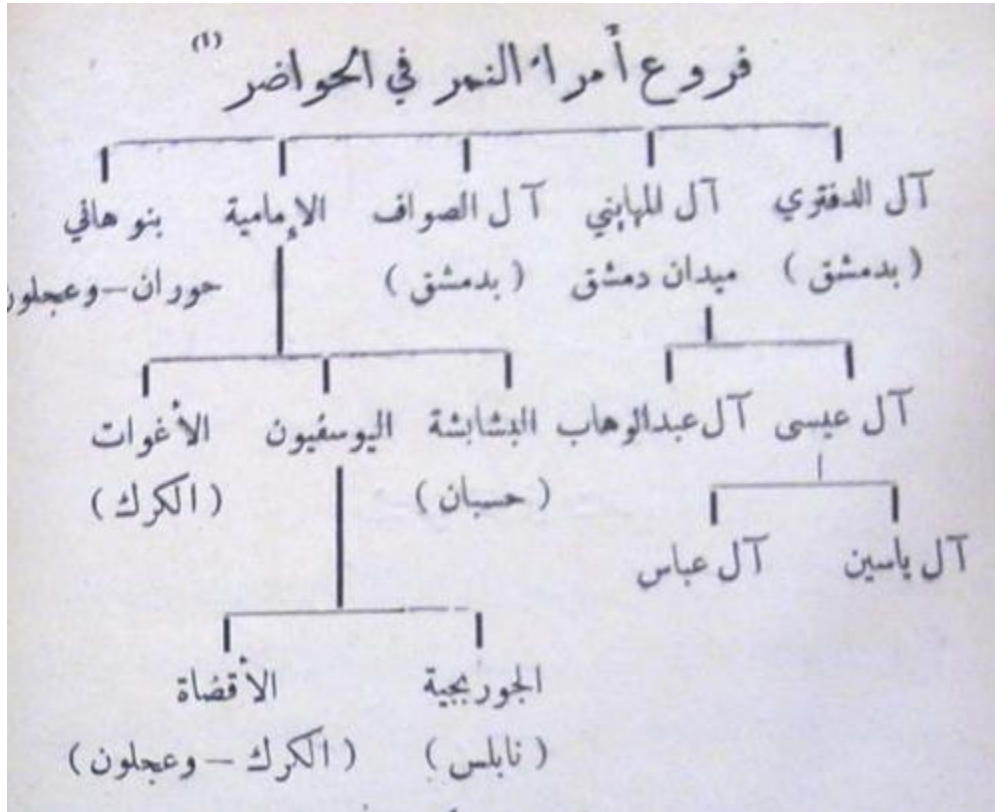 فروع أمراء النمر في الحواضر (1)
آل الدفتري آل المهايني آل الصواف الإمامية بنو هاني
(بدمشق) ميدان دمشق (بدمشق) حوران - وعجلون
آل عيسى آل عبدالوهاب البشابشة اليوسفيون الأغوات
(حسبان) (الكرك)
آل ياسين آل عباس
الجوربجية الأقضاة
(نابلس) (الكرك - وعجلون)